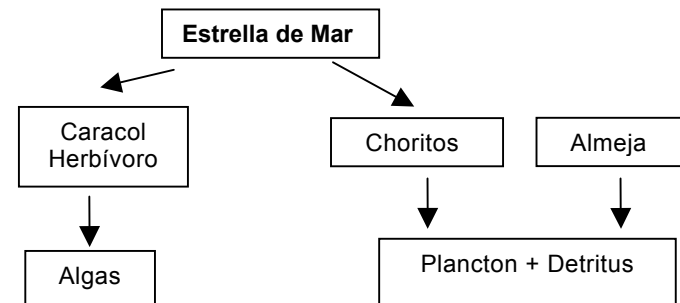 Estrella de Mar
Caracol
Herbívoro
Choritos
Almeja
Algas
Plancton + Detritus